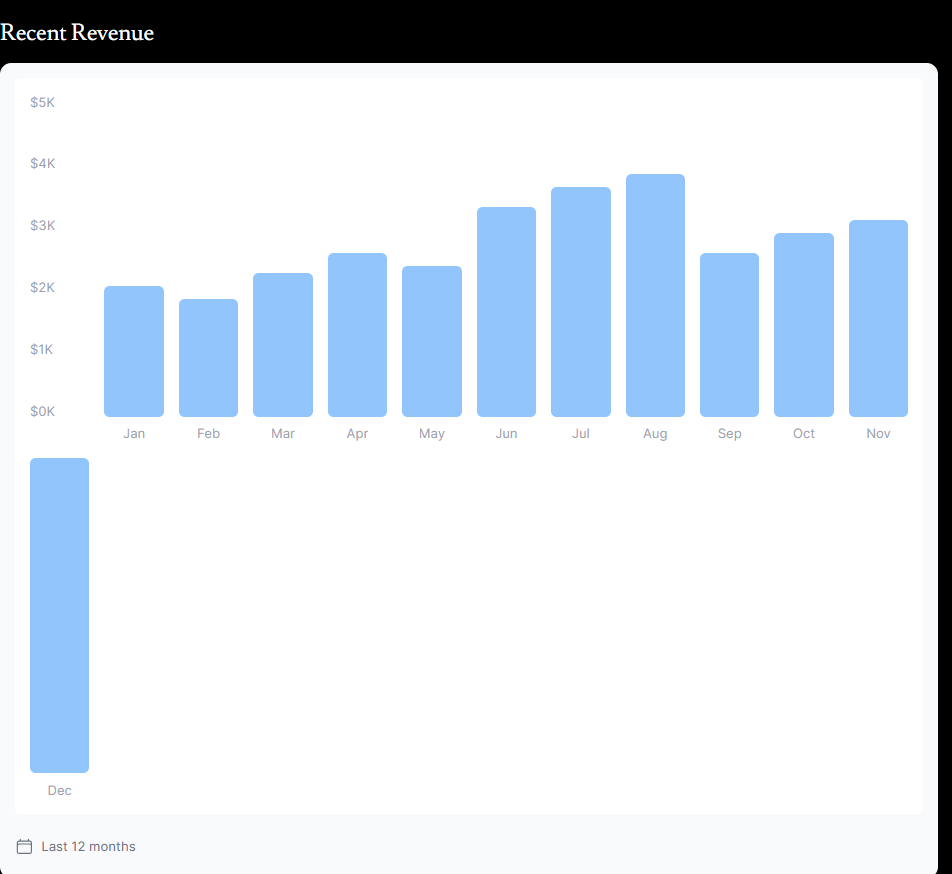 Recent Revenue
$5K
$4K
$3K
$2K
$1K
$0K
Jan Feb Mar Apr May Jun Jul Aug Sep Oct Nov
Dec
Last 12 months